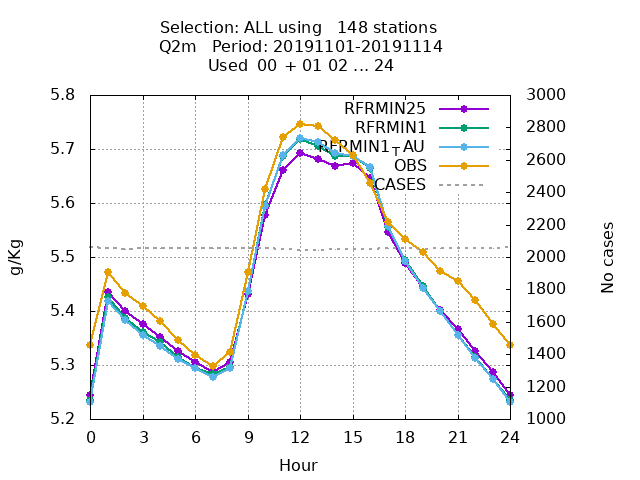 Selection: ALL using   148 stations
Q2m   Period: 20191101-20191114
Used  00 + 01 02 ... 24
5.8
5.7
5.6
5.5
5.4
5.3
5.2
g/Kg
3000
2800
2600
2400
2200
2000
1800
1600
1400
1200
1000
No cases
RFRMIN25
RFRMIN1
RFRMIN1┬AU
OBS
CASES
0 3 6 9 12 15 18 21 24
Hour